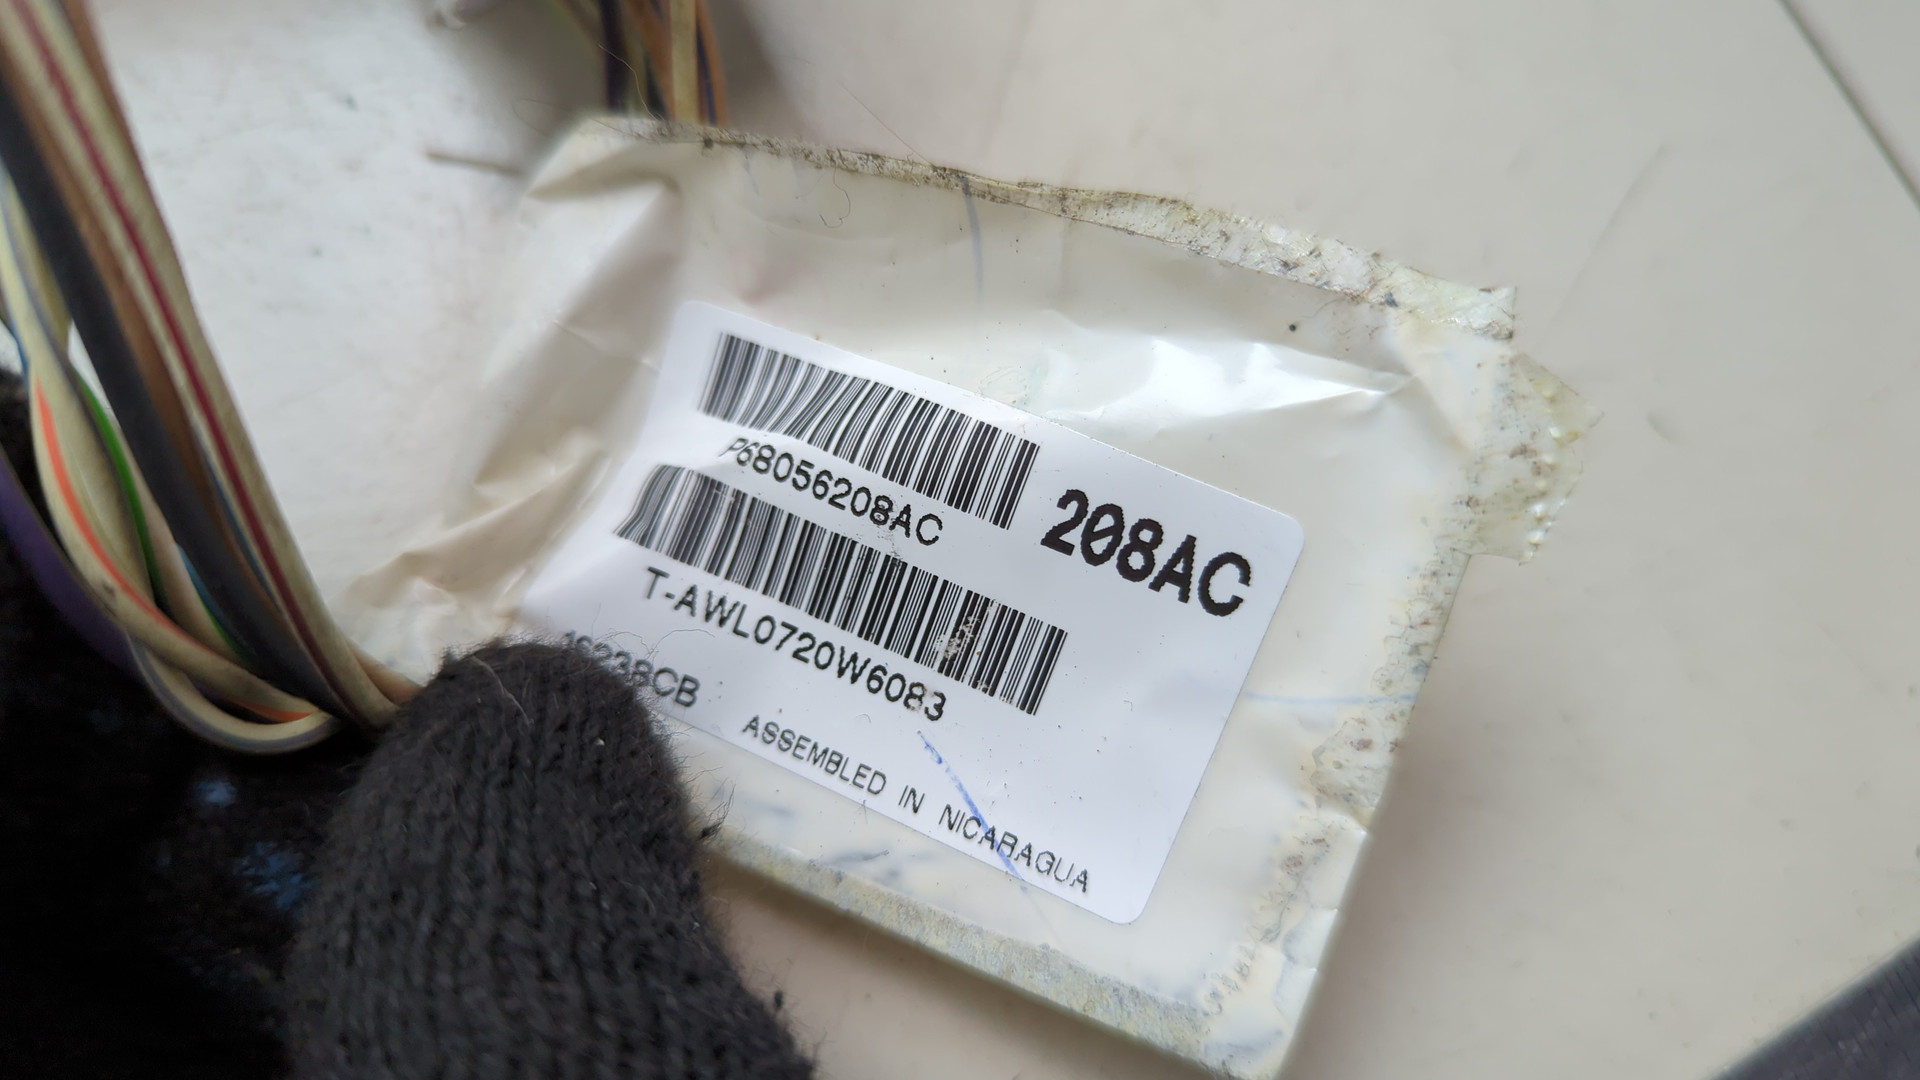 P68056208AC
208AC
T-AWL0720W6083
ASSEMBLED IN NICARAGUA